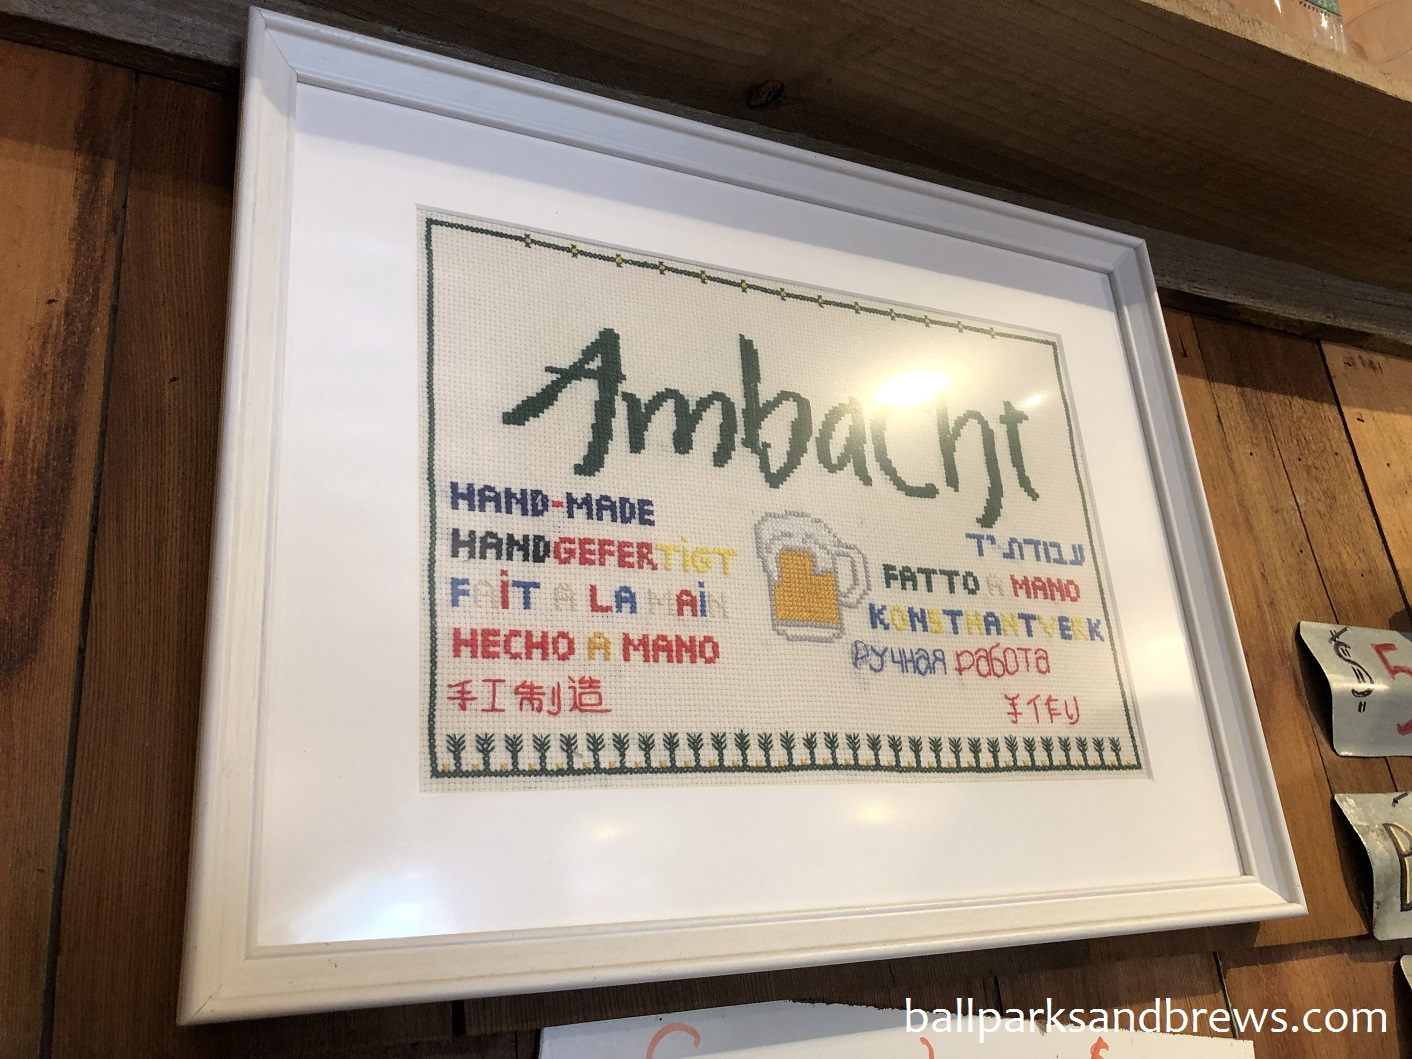 Ambacht
HAND-MADE
HANDGEFERTIGT
FAiT A LA MAiN
HECHO A MANO
手工制造
עבודת-יד
FATTO A MANO
KONSTHANTVERK
ручная работа
手作り
ballparksandbrews.com